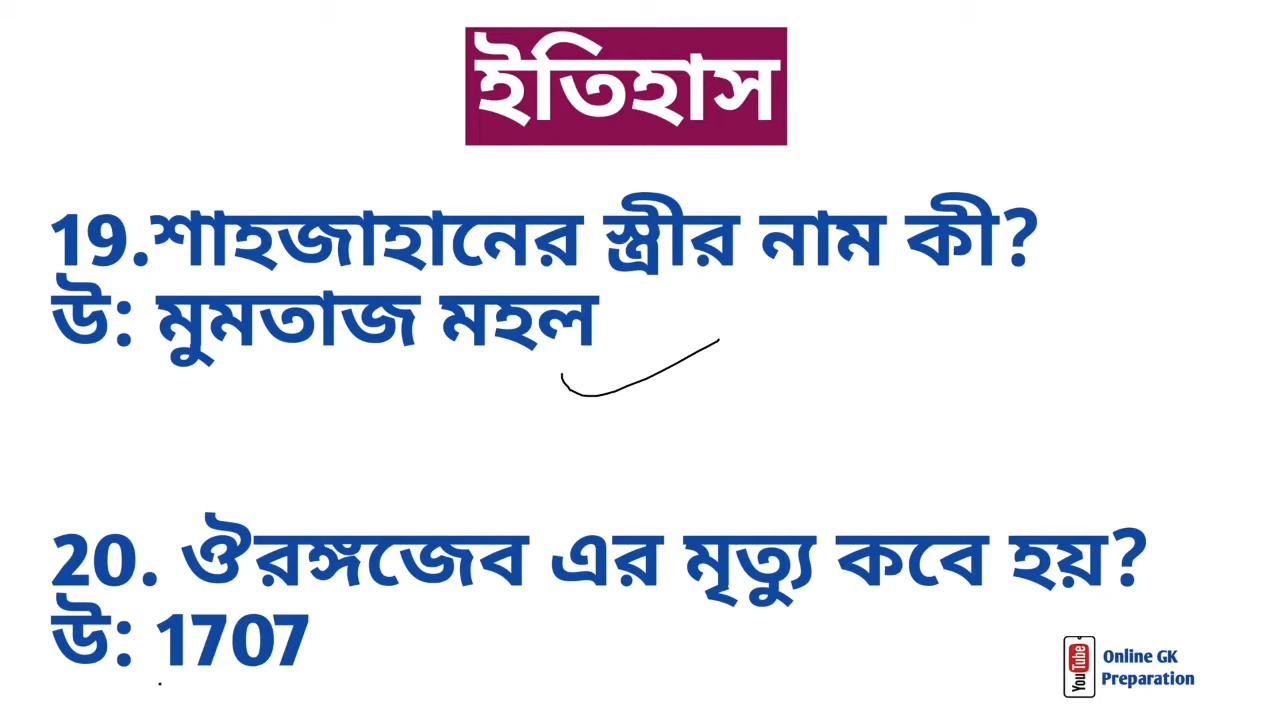 ইতিহাস
19.শাহজাহানের স্ত্রীর নাম কী?
উ: মুমতাজ মহল
20. ঔরঙ্গজেব এর মৃত্যু কবে হয়?
উ: 1707
YouTube
Online GK
Preparation